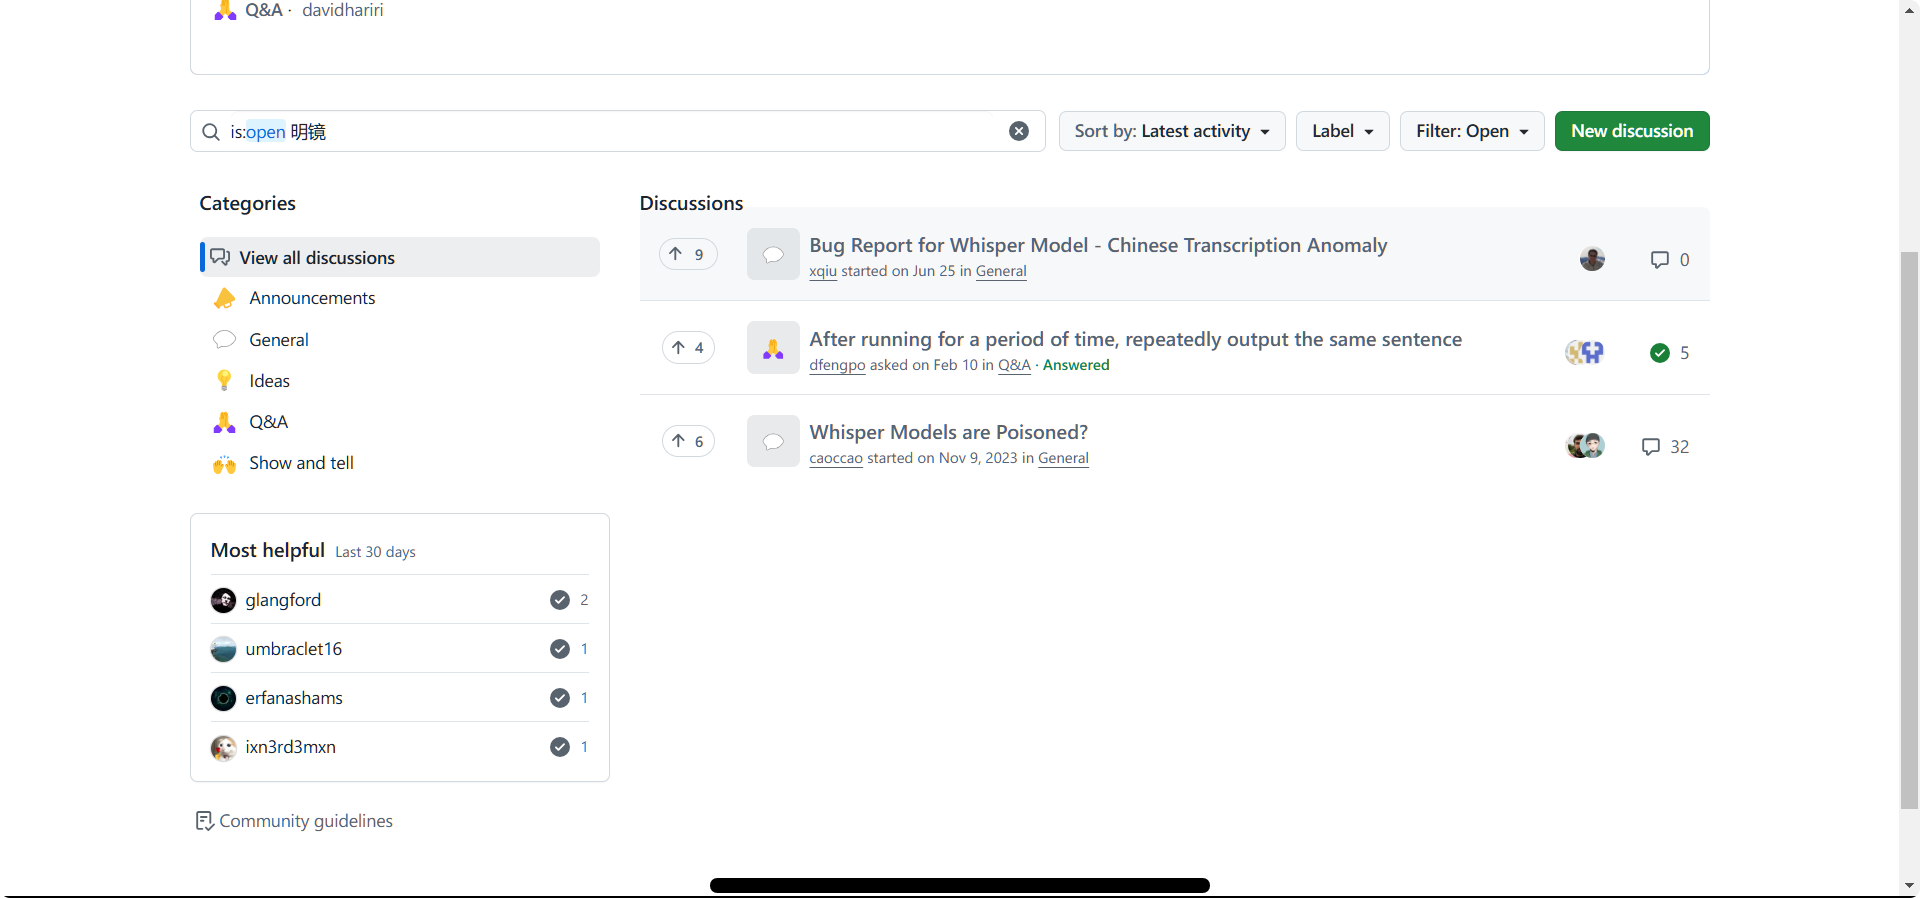 Q&A · davidhariri
is:open 明镜
Sort by: Latest activity
Label
Filter: Open
New discussion
Categories
View all discussions
Announcements
General
Ideas
Q&A
Show and tell
Most helpful Last 30 days
glangford 2
umbraclet16 1
erfanashams 1
ixn3rd3mxn 1
Community guidelines
Discussions
9
Bug Report for Whisper Model - Chinese Transcription Anomaly
xqiu started on Jun 25 in General
0
4
After running for a period of time, repeatedly output the same sentence
dfengpo asked on Feb 10 in Q&A · Answered
5
6
Whisper Models are Poisoned?
caoccao started on Nov 9, 2023 in General
32